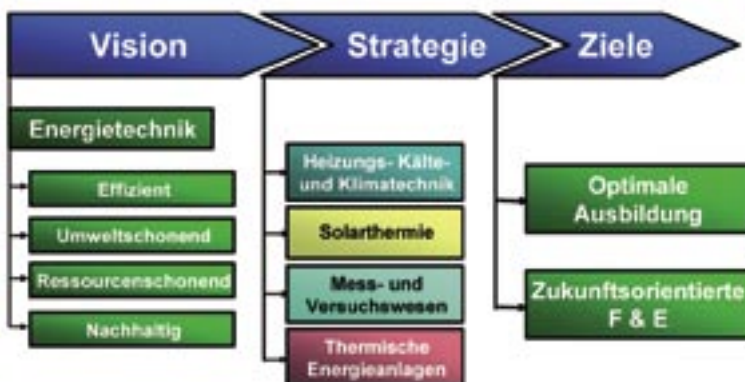 Vision
Strategie
Ziele
Energietechnik
Effizient
Umweltschonend
Ressourcenschonend
Nachhaltig
Heizungs- Kälte-
und Klimatechnik
Solarthermie
Mess- und
Versuchswesen
Thermische
Energieanlagen
Optimale
Ausbildung
Zukunftsorientierte
F & E